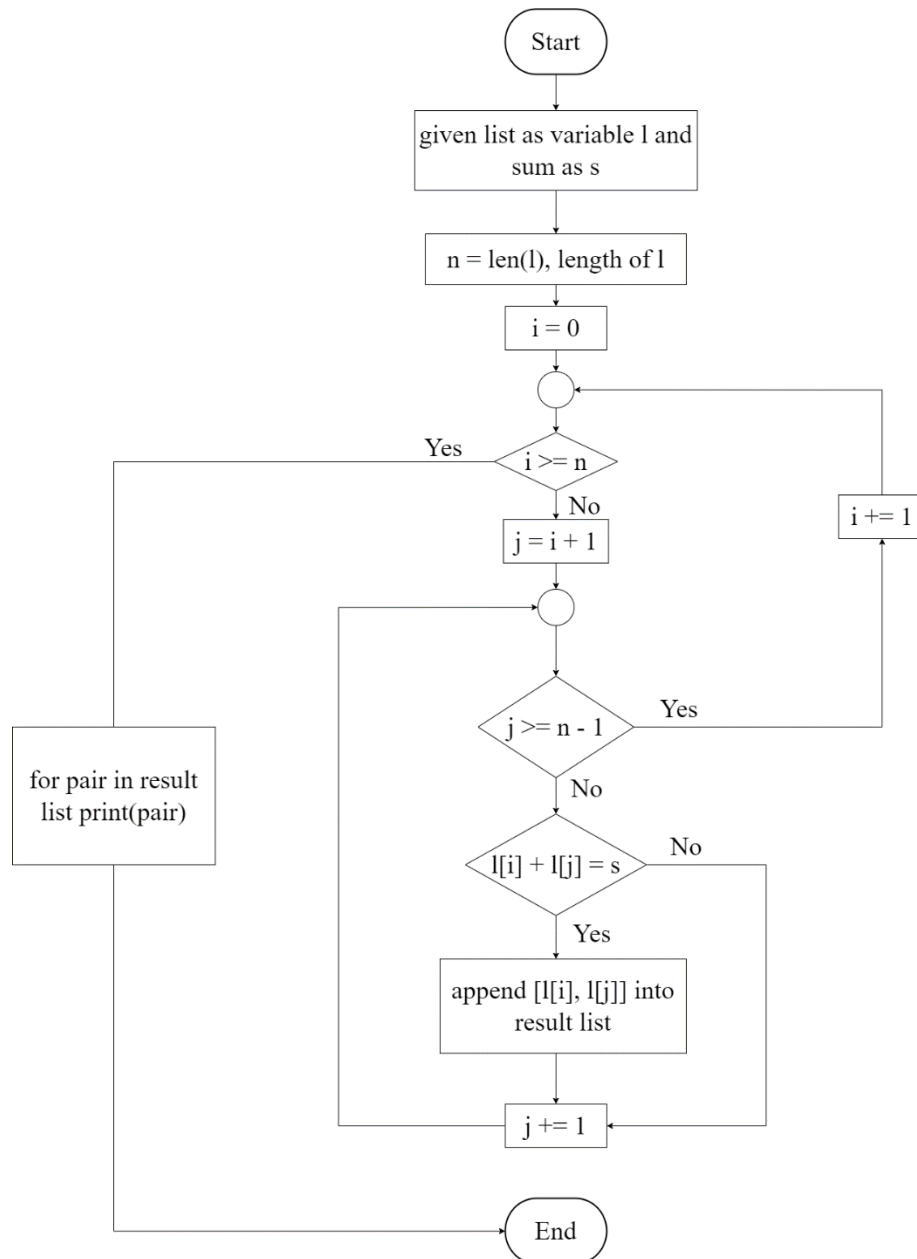 Start
given list as variable l and
sum as s
n = len(l), length of l
i = 0
Yes
i >= n
No
i += 1
j = i + 1
j >= n - 1
Yes
No
for pair in result
list print(pair)
l[i] + l[j] = s
No
Yes
append [l[i], l[j]] into
result list
j += 1
End